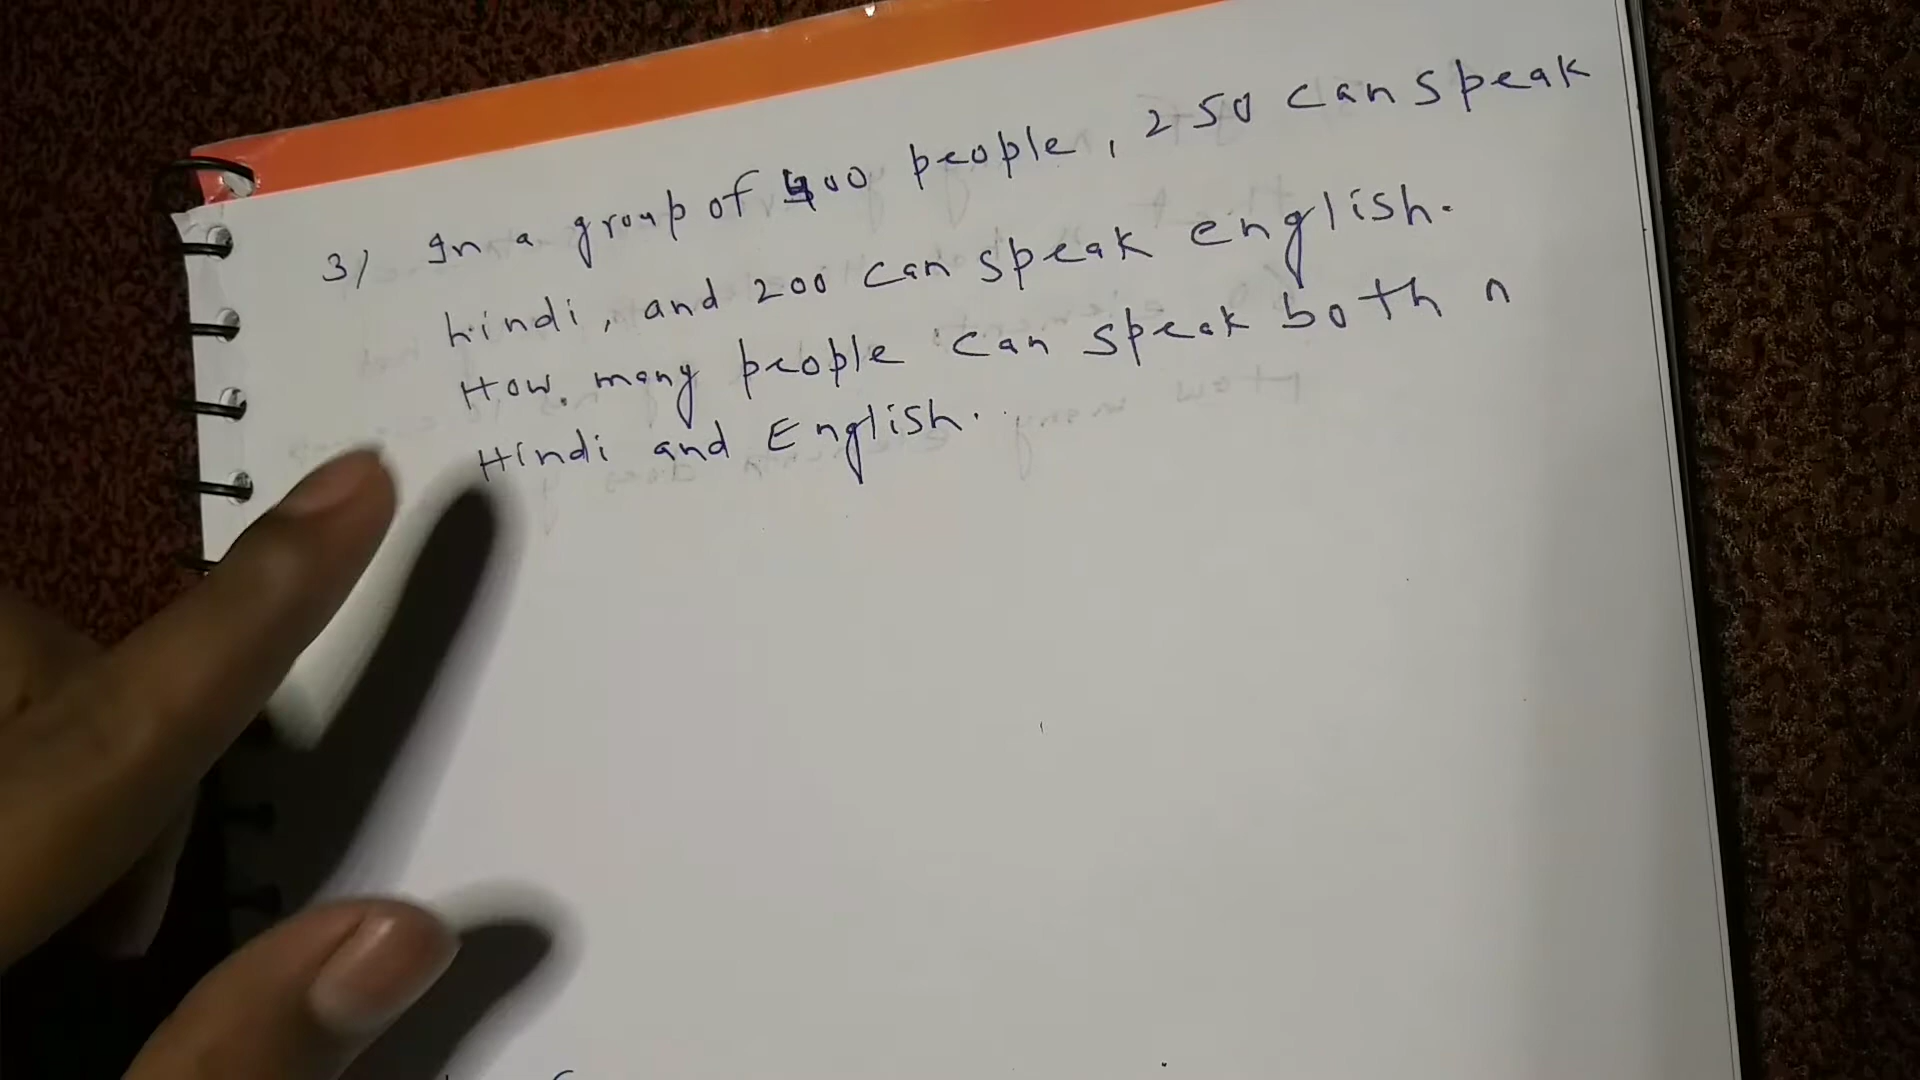 3) In a group of 400 people, 250 can speak
hindi, and 200 can speak english.
How many people can speak both n
Hindi and English.